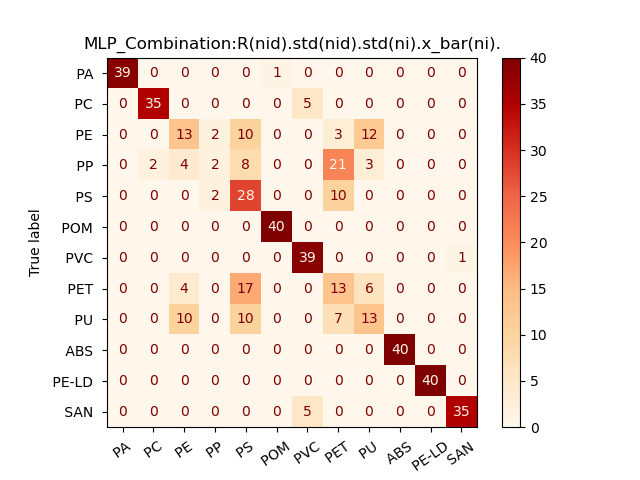 MLP_Combination:R(nid).std(nid).std(ni).x_bar(ni).
PA 39 0 0 0 0 1 0 0 0 0 0 0
PC 0 35 0 0 0 0 5 0 0 0 0 0
PE 0 0 13 2 10 0 0 3 12 0 0 0
PP 0 2 4 2 8 0 0 21 3 0 0 0
PS 0 0 0 2 28 0 0 10 0 0 0 0
POM 0 0 0 0 0 40 0 0 0 0 0 0
PVC 0 0 0 0 0 0 39 0 0 0 0 1
PET 0 0 4 0 17 0 0 13 6 0 0 0
PU 0 0 10 0 10 0 0 7 13 0 0 0
ABS 0 0 0 0 0 0 0 0 0 40 0 0
PE-LD 0 0 0 0 0 0 0 0 0 0 40 0
SAN 0 0 0 0 0 0 5 0 0 0 0 35
PA PC PE PP PS POM PVC PET PU ABS PE-LD SAN
True label
40
35
30
25
20
15
10
5
0